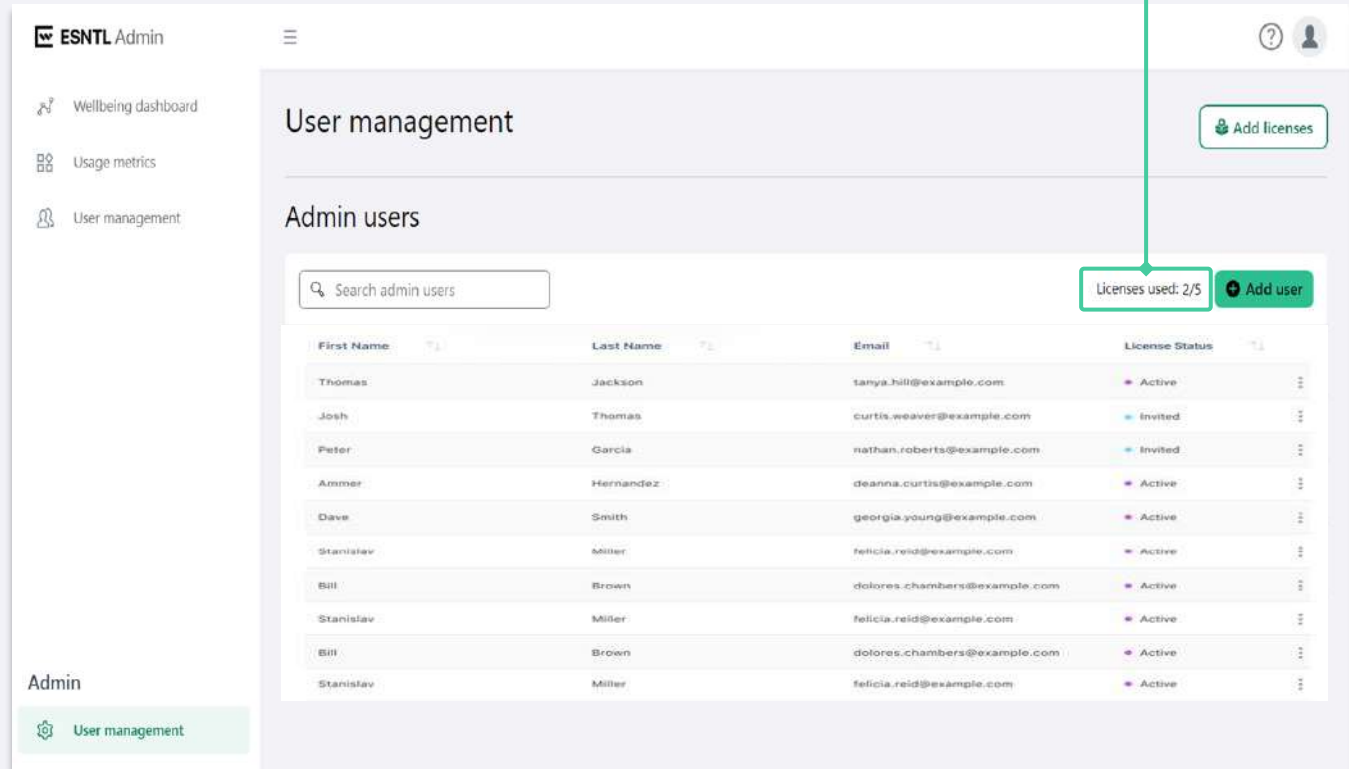 ESNTL Admin
Wellbeing dashboard
Usage metrics
User management
Admin
User management
User management
Add licenses
Admin users
Search admin users
Licenses used: 2/5
Add user
First Name Last Name Email License Status
Thomas Jackson tanya.hill@example.com Active
Josh Thomas curtis.weaver@example.com Invited
Peter Garcia nathan.roberts@example.com Invited
Ammer Hernandez deanna.curtis@example.com Active
Dave Smith georgia.young@example.com Active
Stanislav Miller felicia.reid@example.com Active
Bill Brown dolores.chambers@example.com Active
Stanislav Miller felicia.reid@example.com Active
Bill Brown dolores.chambers@example.com Active
Stanislav Miller felicia.reid@example.com Active